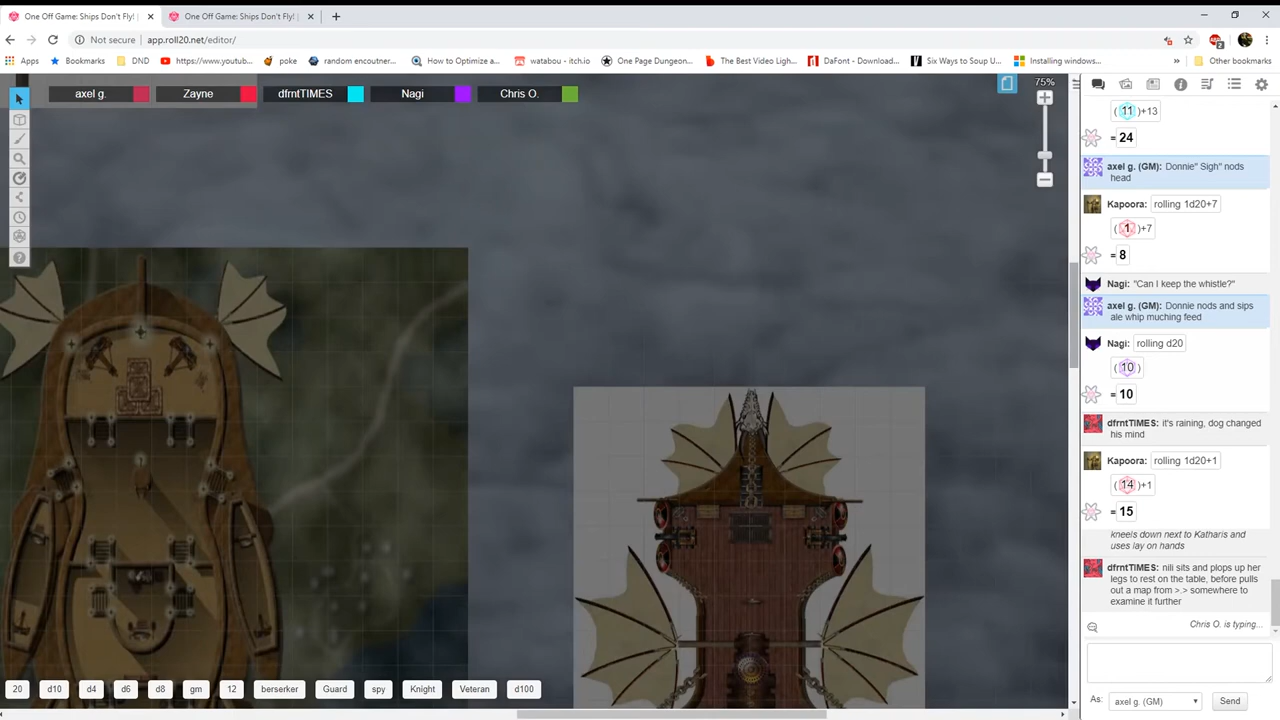 One Off Game: Ships Don't Fly! |
One Off Game: Ships Don't Fly! |
Not secure | app.roll20.net/editor/
Apps Bookmarks DND https://www.youtub... poke random encoutner... How to Optimize a... watabou - itch.io One Page Dungeon... The Best Video Ligh... DaFont - Download... Six Ways to Soup U... Installing windows... » Other bookmarks
axel g. Zayne dfrntTIMES Nagi Chris O.
75%
(11)+13
= 24
axel g. (GM): Donnie" Sigh" nods
head
Kapoora: rolling 1d20+7
(1)+7
= 8
Nagi: "Can I keep the whistle?"
axel g. (GM): Donnie nods and sips
ale whip muching feed
Nagi: rolling d20
(10)
= 10
dfrntTIMES: it's raining, dog changed
his mind
Kapoora: rolling 1d20+1
(14)+1
= 15
kneels down next to Katharis and
uses lay on hands
dfrntTIMES: nili sits and plops up her
legs to rest on the table, before pulls
out a map from >.> somewhere to
examine it further
Chris O. is typing...
20 d10 d4 d6 d8 gm 12 berserker Guard spy Knight Veteran d100
As: axel g. (GM) Send